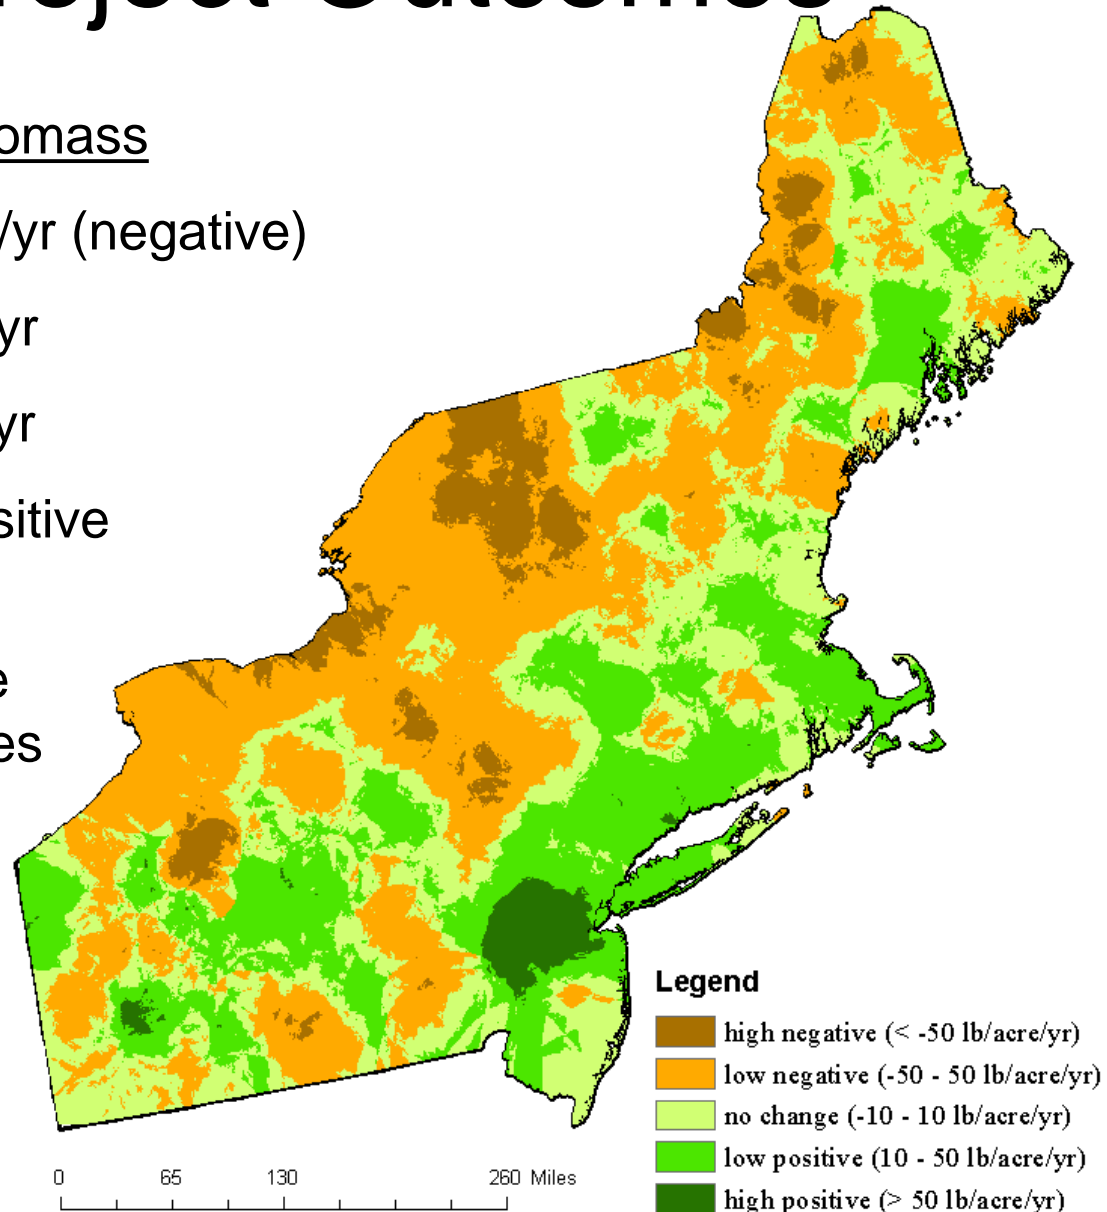 roject Outcomes
omass
/yr (negative)
yr
yr
sitive
e
es
Legend
high negative (< -50 lb/acre/yr)
low negative (-50 - 50 lb/acre/yr)
no change (-10 - 10 lb/acre/yr)
low positive (10 - 50 lb/acre/yr)
high positive (> 50 lb/acre/yr)
0 65 130 260 Miles